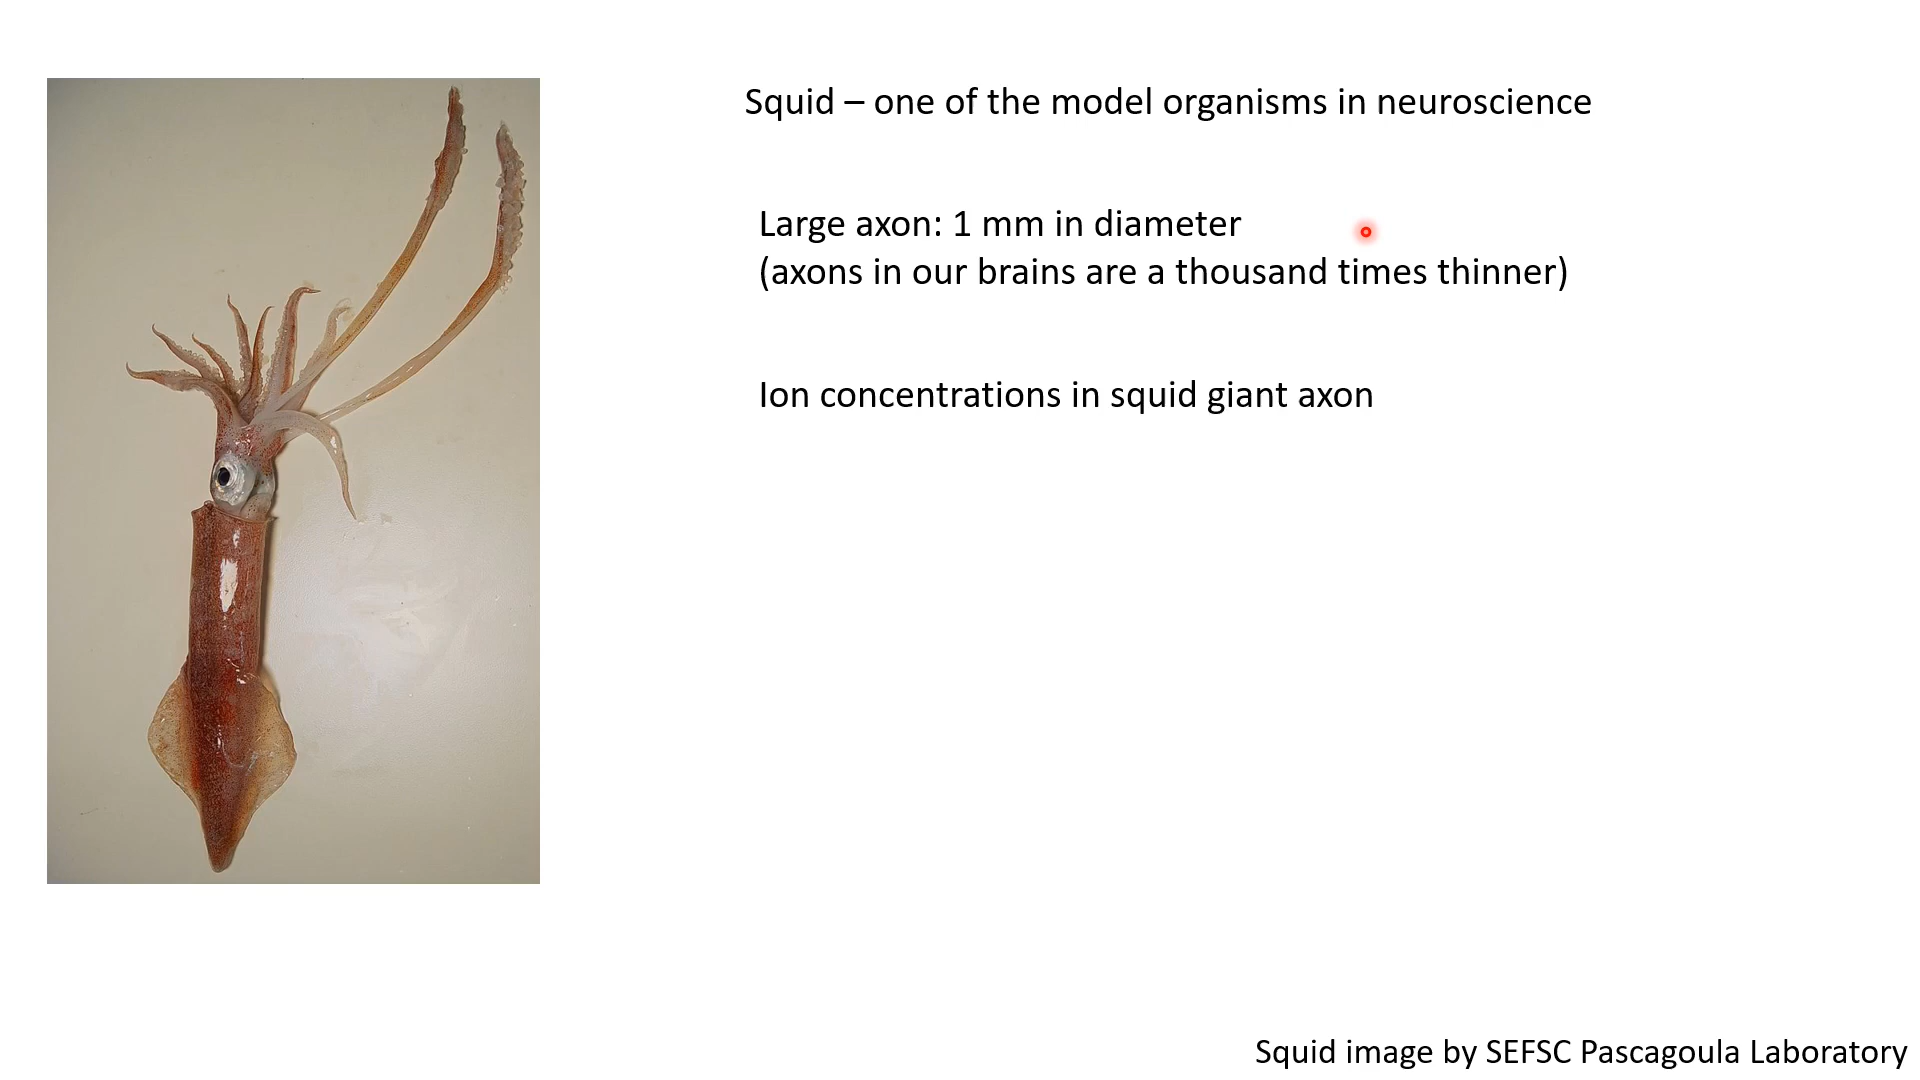 Squid – one of the model organisms in neuroscience
Large axon: 1 mm in diameter
(axons in our brains are a thousand times thinner)
Ion concentrations in squid giant axon
Squid image by SEFSC Pascagoula Laboratory